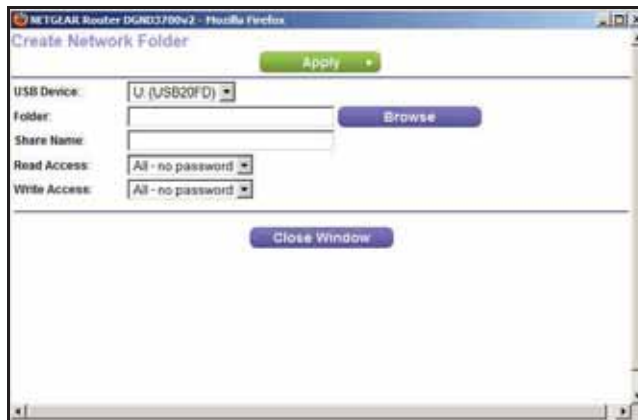 NETGEAR Router DGND3700v2 - Mozilla Firefox
Create Network Folder
Apply
USB Device:
U: (USB20FD)
Folder:
Browse
Share Name:
Read Access:
All - no password
Write Access:
All - no password
Close Window